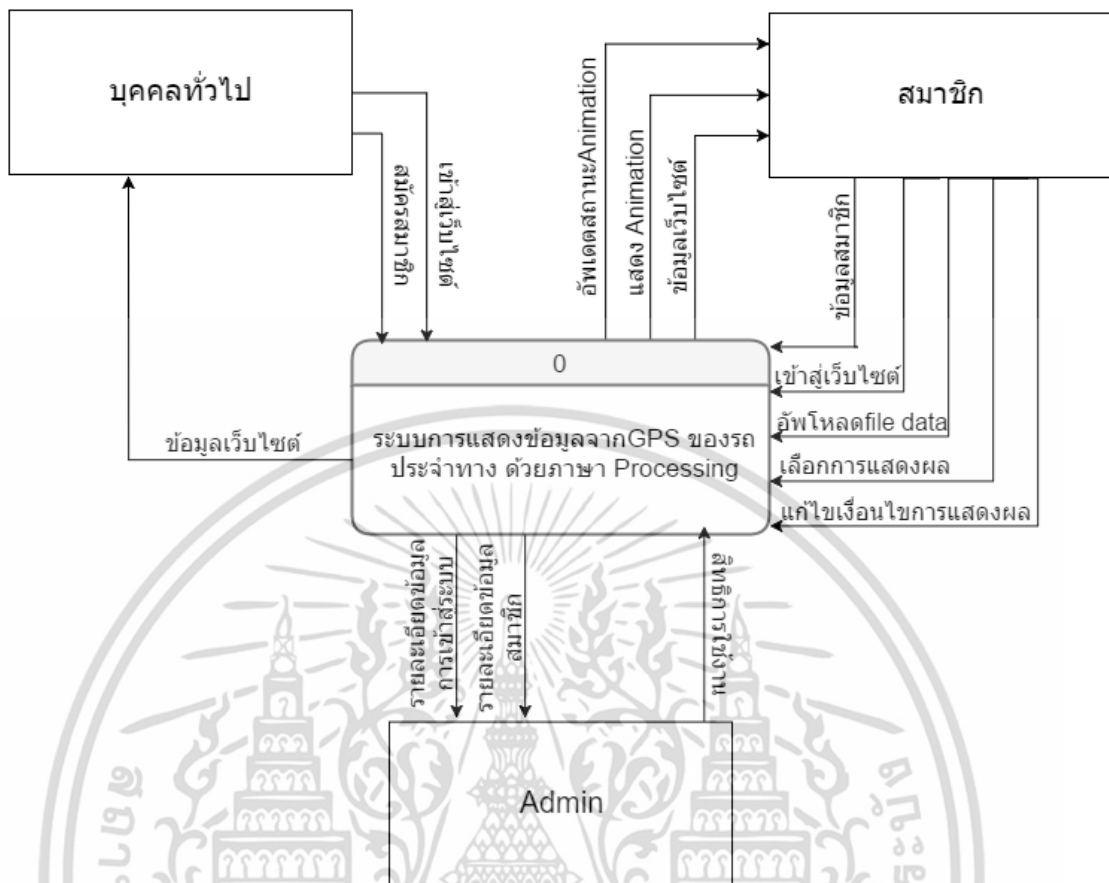 บุคคลทั่วไป
สมาชิก
เข้าสู่เว็บไซต์
สมัครสมาชิก
อัพเดตสถานะAnimation
แสดง Animation
ข้อมูลเว็บไซต์
ข้อมูลสมาชิก
0
เข้าสู่เว็บไซต์
อัพโหลดfile data
เลือกการแสดงผล
แก้ไขเงื่อนไขการแสดงผล
ข้อมูลเว็บไซต์
ระบบการแสดงข้อมูลจากGPS ของรถ
ประจำทาง ด้วยภาษา Processing
รายละเอียดข้อมูล
การเข้าสู่ระบบ
รายละเอียดข้อมูล
สมาชิก
สิทธิการใช้งาน
Admin